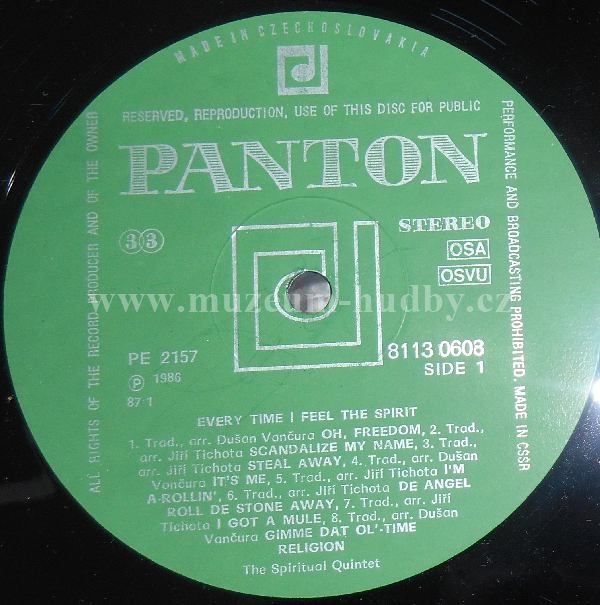 MADE IN CZECHOSLOVAKIA
RESERVED, REPRODUCTION, USE OF THIS DISC FOR PUBLIC
PERFORMANCE AND BROADCASTING PROHIBITED. MADE IN CSSR
ALL RIGHTS OF THE RECORD PRODUCER AND OF THE OWNER
PANTON
33
STEREO
OSA
OSVU
www.muzeum-hudby.cz
PE 2157
8113 0608
Ⓟ 1986
SIDE 1
87·1
EVERY TIME I FEEL THE SPIRIT
1. Trad., arr. Dušan Vančura OH, FREEDOM, 2. Trad.,
arr. Jiří Tichota SCANDALIZE MY NAME, 3. Trad.,
arr. Jiří Tichota STEAL AWAY, 4. Trad., arr. Dušan
Vančura IT'S ME, 5. Trad., arr. Jiří Tichota I'M
A-ROLLIN', 6. Trad., arr. Jiří Tichota DE ANGEL
ROLL DE STONE AWAY, 7. Trad., arr. Jiří
Tichota I GOT A MULE, 8. Trad., arr. Dušan
Vančura GIMME DAT OL'-TIME
RELIGION
The Spiritual Quintet